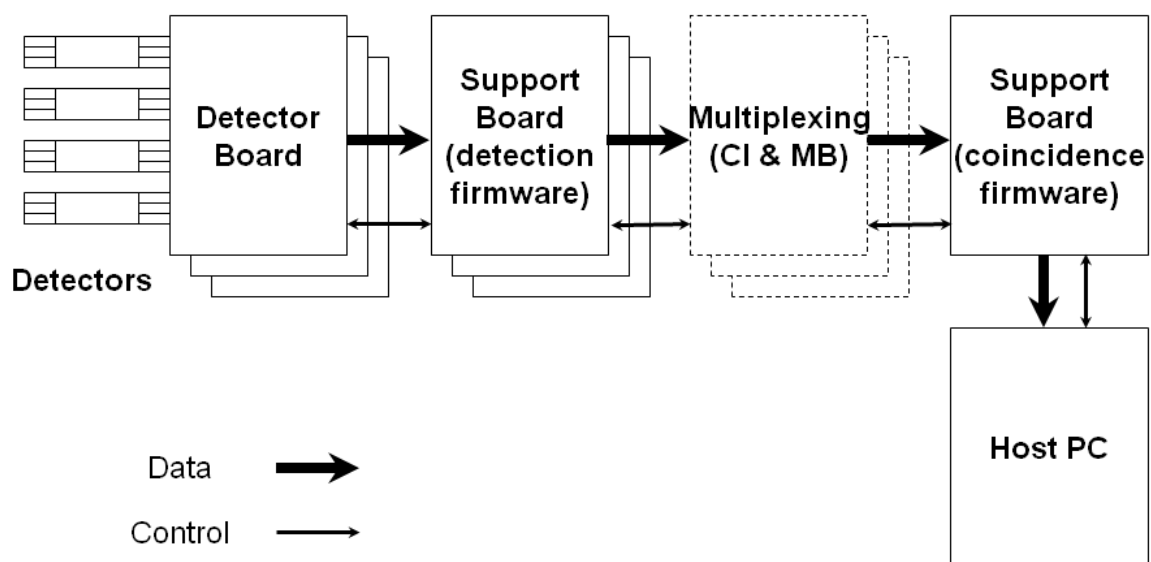 Detectors
Detector
Board
Support
Board
(detection
firmware)
Multiplexing
(CI & MB)
Support
Board
(coincidence
firmware)
Host PC
Data
Control